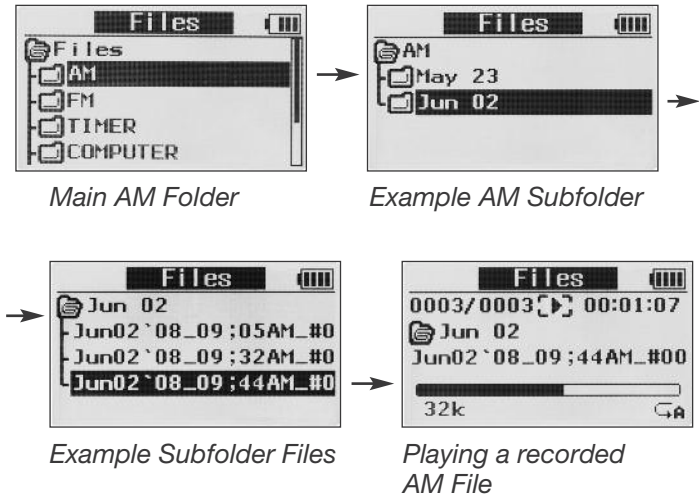 Files
Files
AM
FM
TIMER
COMPUTER
Main AM Folder
Files
AM
May 23
Jun 02
Example AM Subfolder
Files
Jun 02
Jun02`08_09;05AM_#0
Jun02`08_09;32AM_#0
Jun02`08_09;44AM_#0
Example Subfolder Files
Files
0003/0003 00:01:07
Jun 02
Jun02`08_09;44AM_#00
32k A
Playing a recorded
AM File